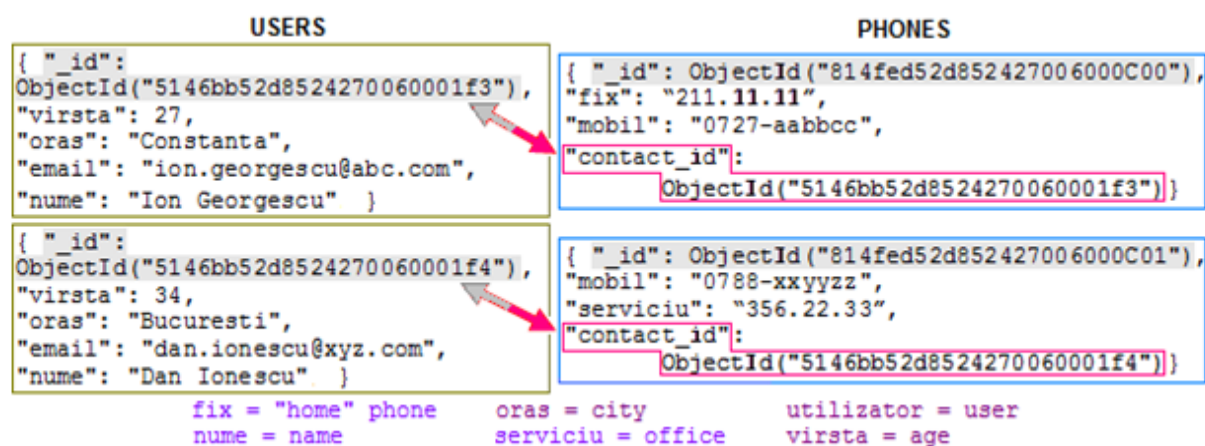 USERS
{ "_id":
ObjectId("5146bb52d8524270060001f3"),
"virsta": 27,
"oras": "Constanta",
"email": "ion.georgescu@abc.com",
"nume": "Ion Georgescu" }
{ "_id":
ObjectId("5146bb52d8524270060001f4"),
"virsta": 34,
"oras": "Bucuresti",
"email": "dan.ionescu@xyz.com",
"nume": "Dan Ionescu" }
PHONES
{ "_id": ObjectId("814fed52d852427006000C00"),
"fix": “211.11.11”,
"mobil": "0727-aabbcc",
"contact_id":
ObjectId("5146bb52d8524270060001f3")}
{ "_id": ObjectId("814fed52d852427006000C01"),
"mobil": "0788-xxyyzz",
"serviciu": “356.22.33”,
"contact_id":
ObjectId("5146bb52d8524270060001f4")}
fix = "home" phone oras = city utilizator = user
nume = name serviciu = office virsta = age